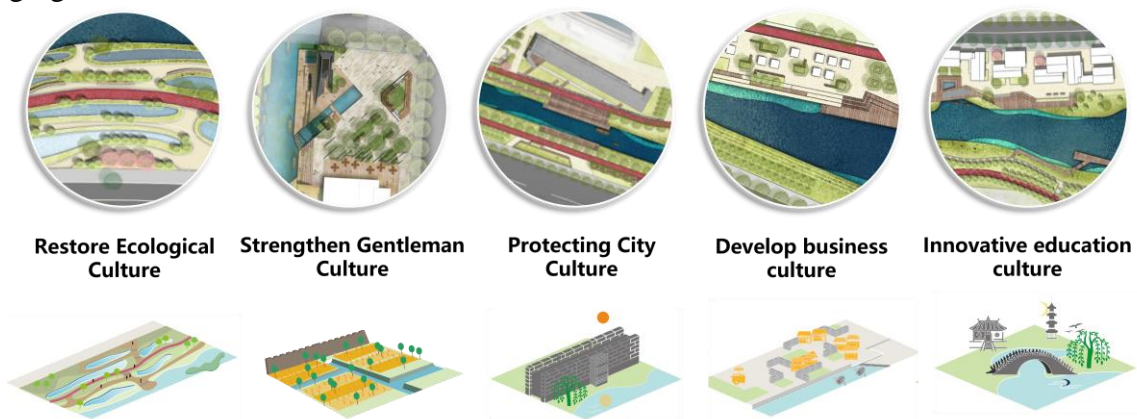 Restore Ecological
Culture
Strengthen Gentleman
Culture
Protecting City
Culture
Develop business
culture
Innovative education
culture